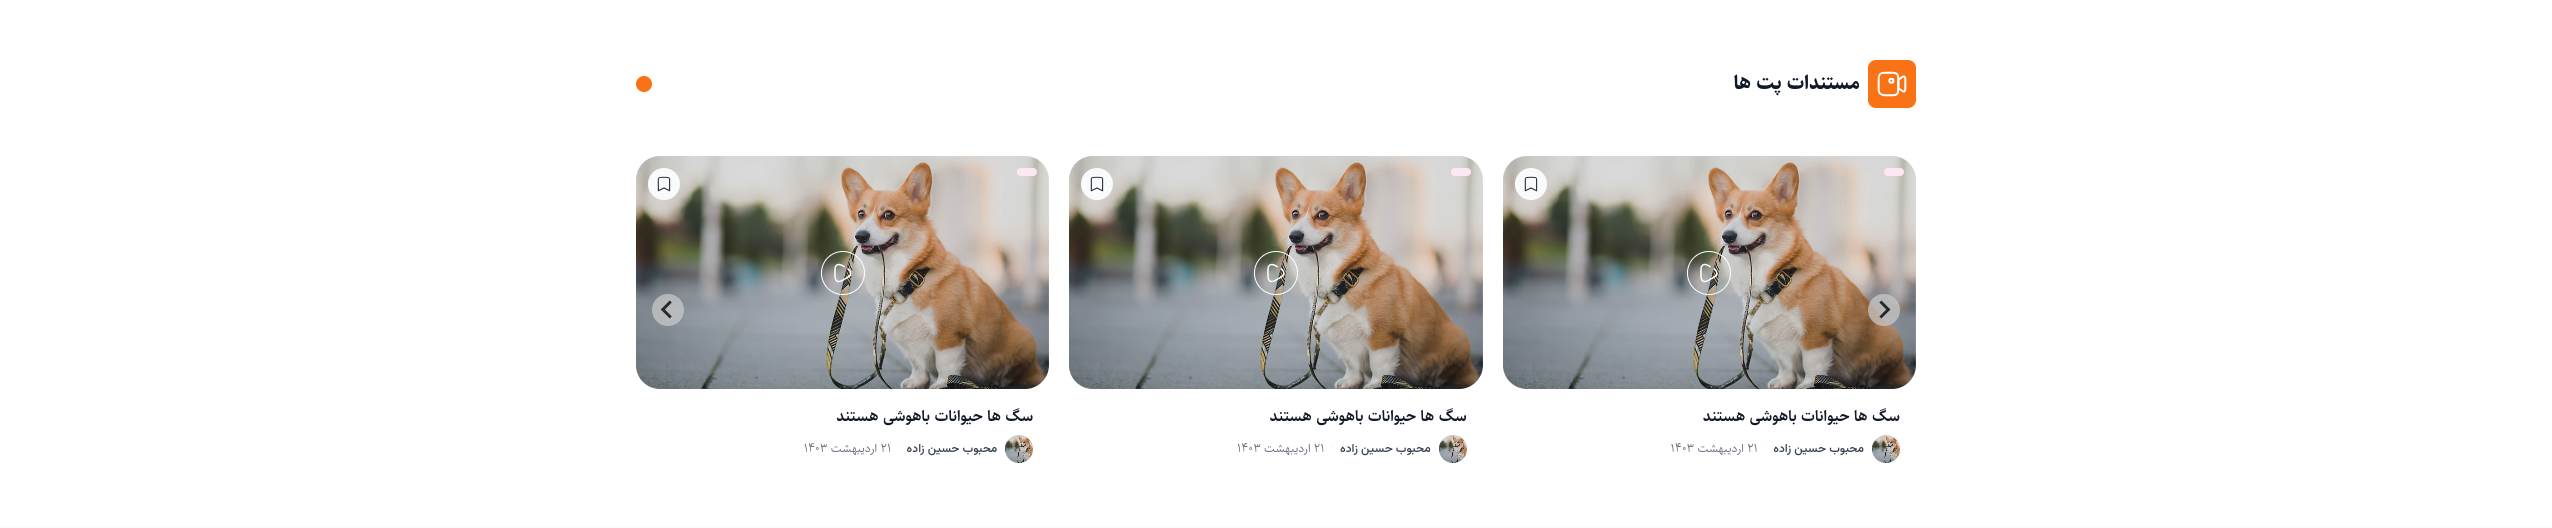 مستندات پت ها
سگ ها حیوانات باهوشی هستند
محبوب حسین زاده ۲۱ اردیبهشت ۱۴۰۳
سگ ها حیوانات باهوشی هستند
محبوب حسین زاده ۲۱ اردیبهشت ۱۴۰۳
سگ ها حیوانات باهوشی هستند
محبوب حسین زاده ۲۱ اردیبهشت ۱۴۰۳